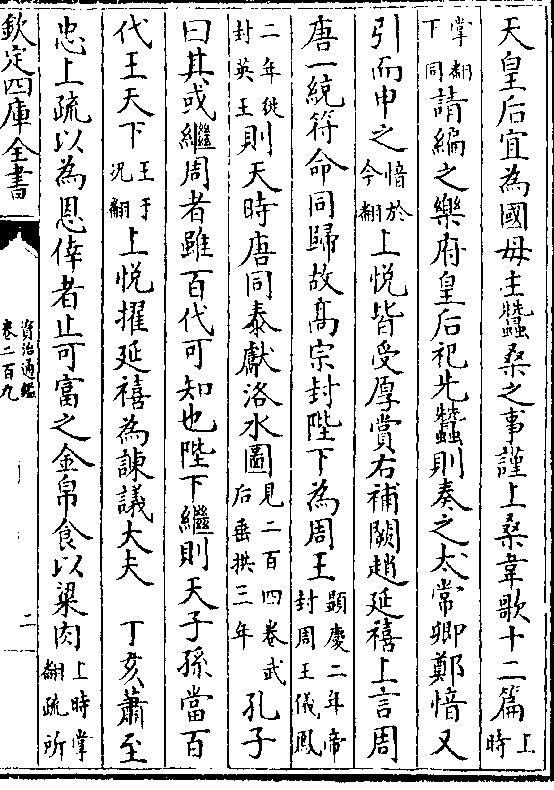 天皇后宜為國母主蠶桑之事謹上桑韋歌十二篇上時
掌翻下同請編之樂府皇后祀先蠶則奏之太常卿鄭愔又
引而申之愔於今翻上悅皆受厚賞右補闕趙延禧上言周
唐一統符命同歸故高宗封陛下為周王顯慶二年帝封周王儀鳳
二年徙封英王則天時唐同泰獻洛水圖見二百四卷武后垂拱三年孔子
曰其或繼周者雖百代可知也陛下繼則天子孫當百
代王天下王于況翻上悅擢延禧為諫議大夫　丁亥蕭至
忠上疏以為恩倖者止可富之金帛食以粱肉上時掌翻疏所
欽定四庫全書
資治通鑑
卷二百九
二